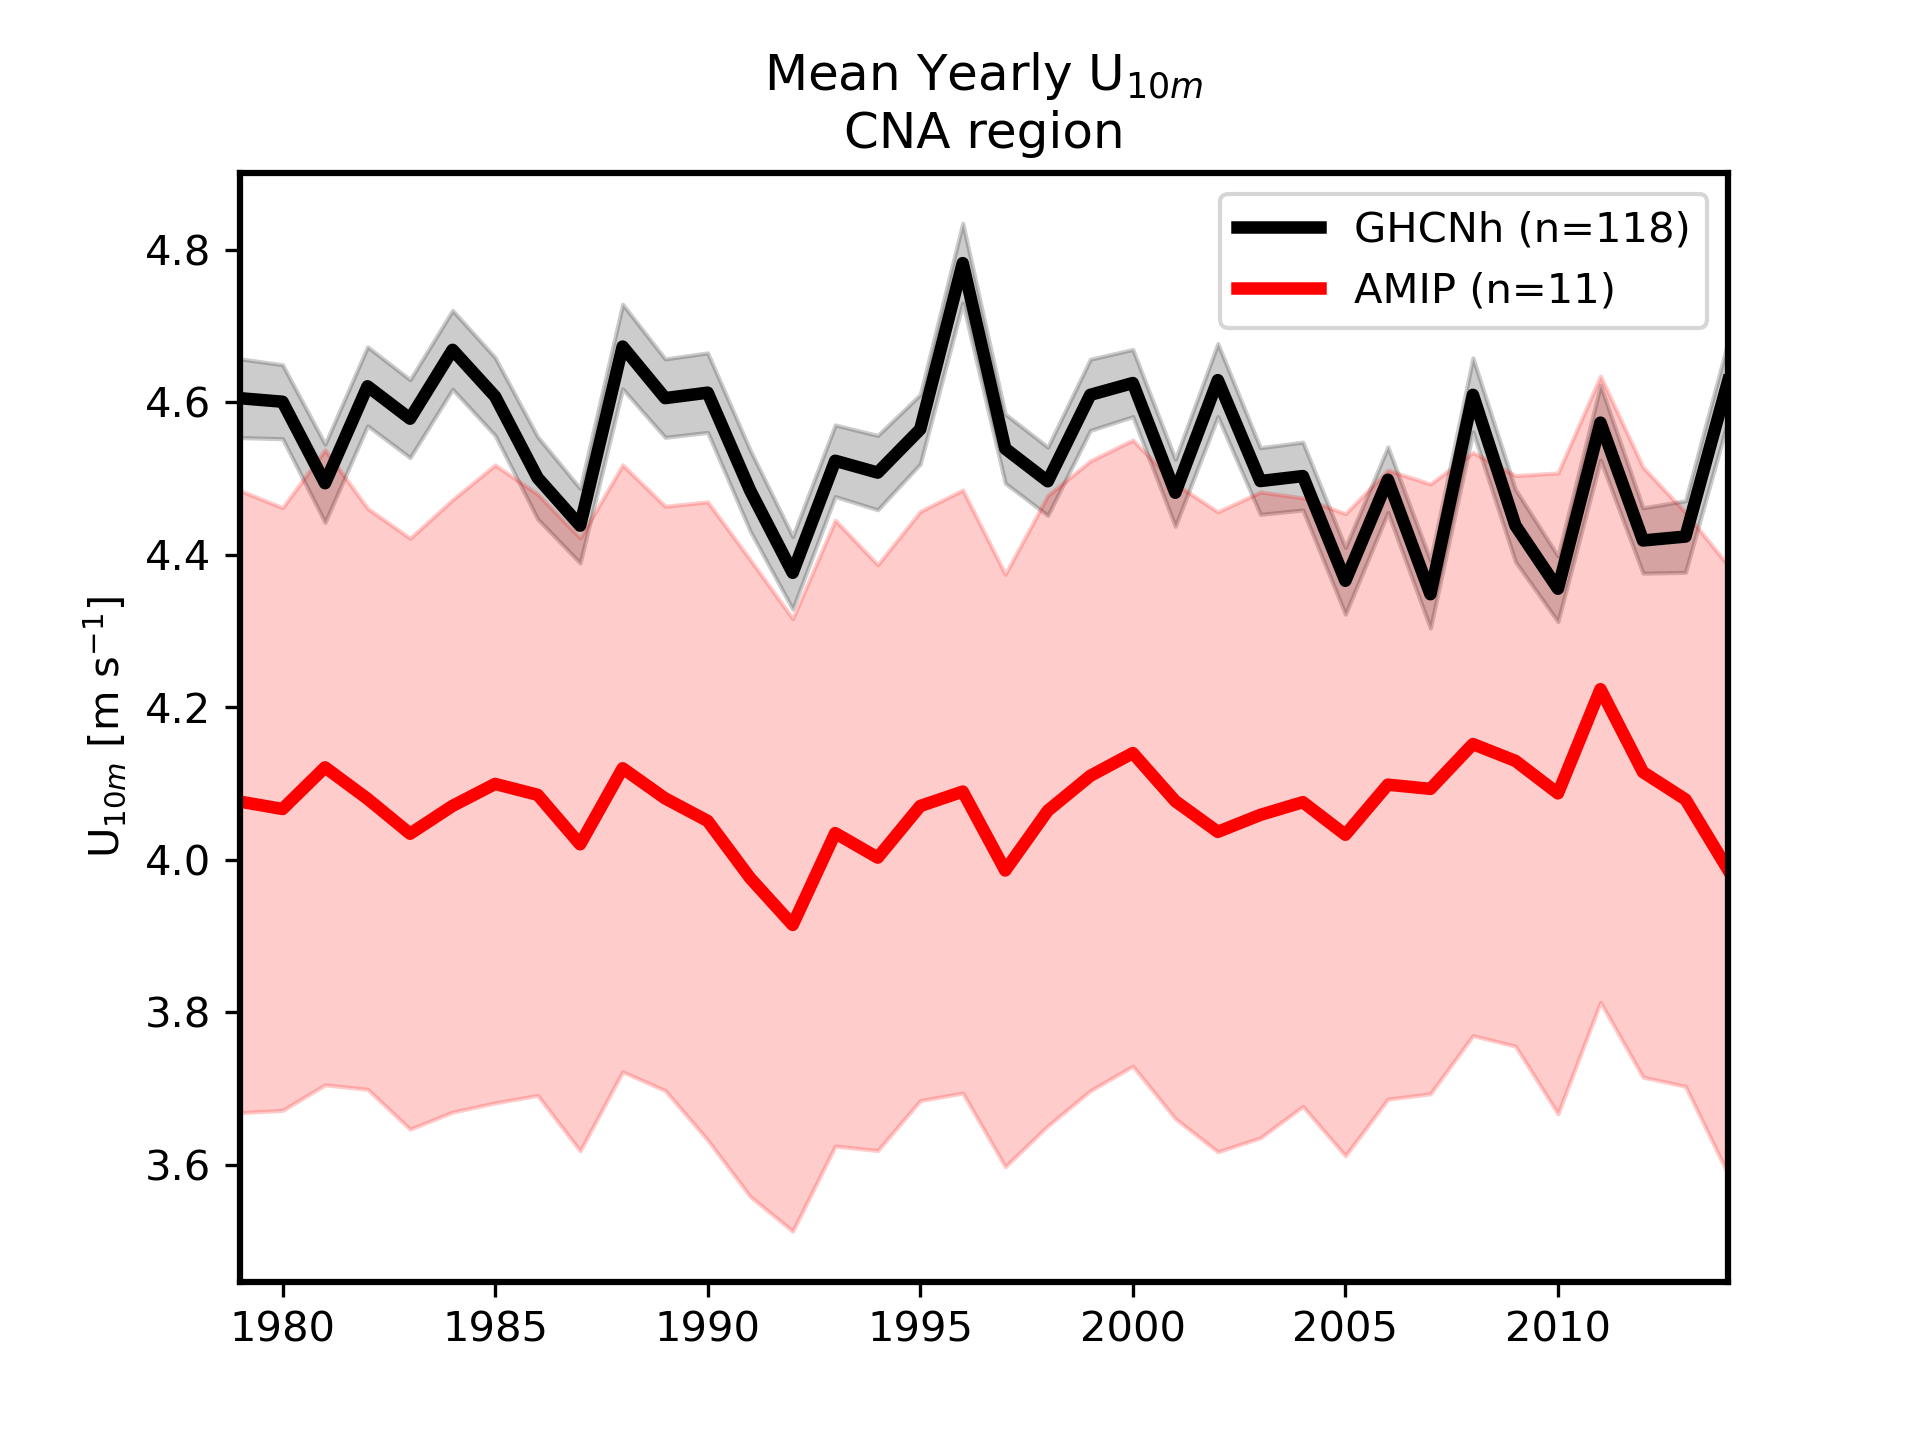 Mean Yearly U₁₀ₘ
CNA region
GHCNh (n=118)
AMIP (n=11)
U₁₀ₘ [m s⁻¹]
4.8
4.6
4.4
4.2
4.0
3.8
3.6
1980 1985 1990 1995 2000 2005 2010